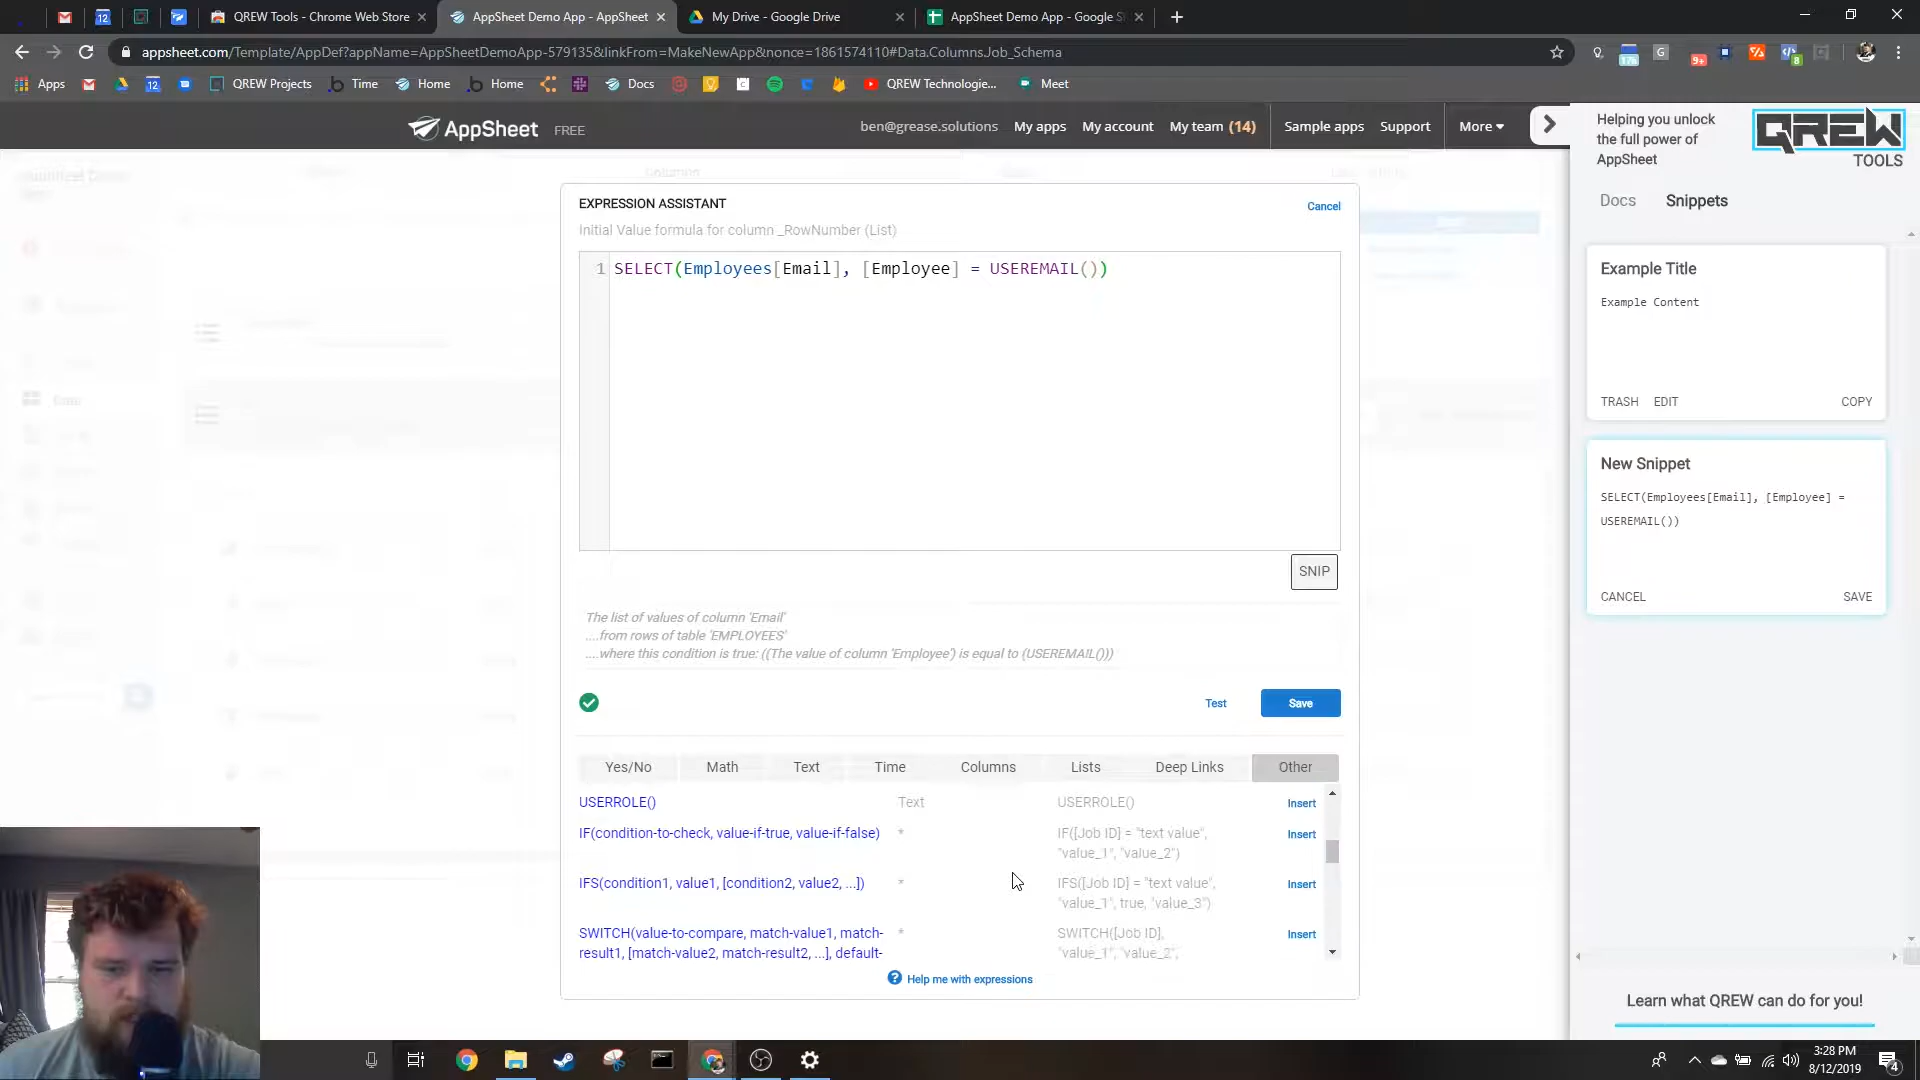 QREW Tools - Chrome Web Store
AppSheet Demo App - AppSheet
My Drive - Google Drive
AppSheet Demo App - Google S
appsheet.com/Template/AppDef?appName=AppSheetDemoApp-579135&linkFrom=MakeNewApp&nonce=1861574110#Data.Columns.Job_Schema
Apps
12
QREW Projects
Time
Home
Home
Docs
QREW Technologie...
Meet
AppSheet FREE
ben@grease.solutions
My apps
My account
My team (14)
Sample apps
Support
More
Helping you unlock
the full power of
AppSheet
QREW
TOOLS
Docs
Snippets
EXPRESSION ASSISTANT
Cancel
Initial Value formula for column _RowNumber (List)
1 SELECT(Employees[Email], [Employee] = USEREMAIL())
SNIP
The list of values of column 'Email'
....from rows of table 'EMPLOYEES'
....where this condition is true: ((The value of column 'Employee') is equal to (USEREMAIL()))
Test
Save
Yes/No
Math
Text
Time
Columns
Lists
Deep Links
Other
USERROLE()
Text
USERROLE()
Insert
IF(condition-to-check, value-if-true, value-if-false)
*
IF([Job ID] = "text value",
"value_1", "value_2")
Insert
IFS(condition1, value1, [condition2, value2, ...])
*
IFS([Job ID] = "text value",
"value_1", true, "value_3")
Insert
SWITCH(value-to-compare, match-value1, match-
result1, [match-value2, match-result2, ...], default-
*
SWITCH([Job ID],
"value_1", "value_2",
Insert
Help me with expressions
Example Title
Example Content
TRASH
EDIT
COPY
New Snippet
SELECT(Employees[Email], [Employee] =
USEREMAIL())
CANCEL
SAVE
Learn what QREW can do for you!
3:28 PM
8/12/2019
4